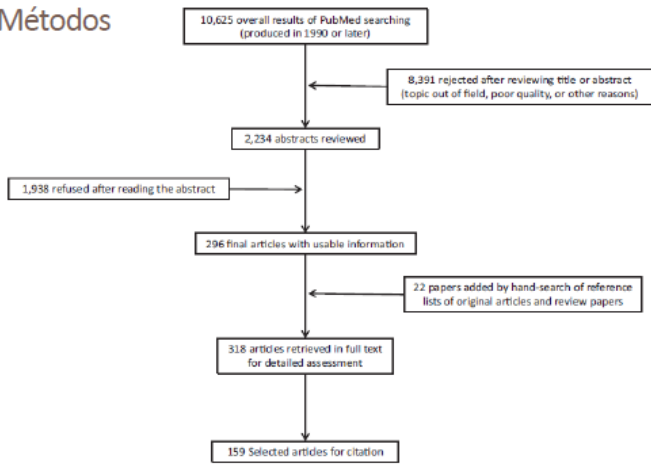 Métodos
10,625 overall results of PubMed searching
(produced in 1990 or later)
8,391 rejected after reviewing title or abstract
(topic out of field, poor quality, or other reasons)
2,234 abstracts reviewed
1,938 refused after reading the abstract
296 final articles with usable information
22 papers added by hand-search of reference
lists of original articles and review papers
318 articles retrieved in full text
for detailed assessment
159 Selected articles for citation